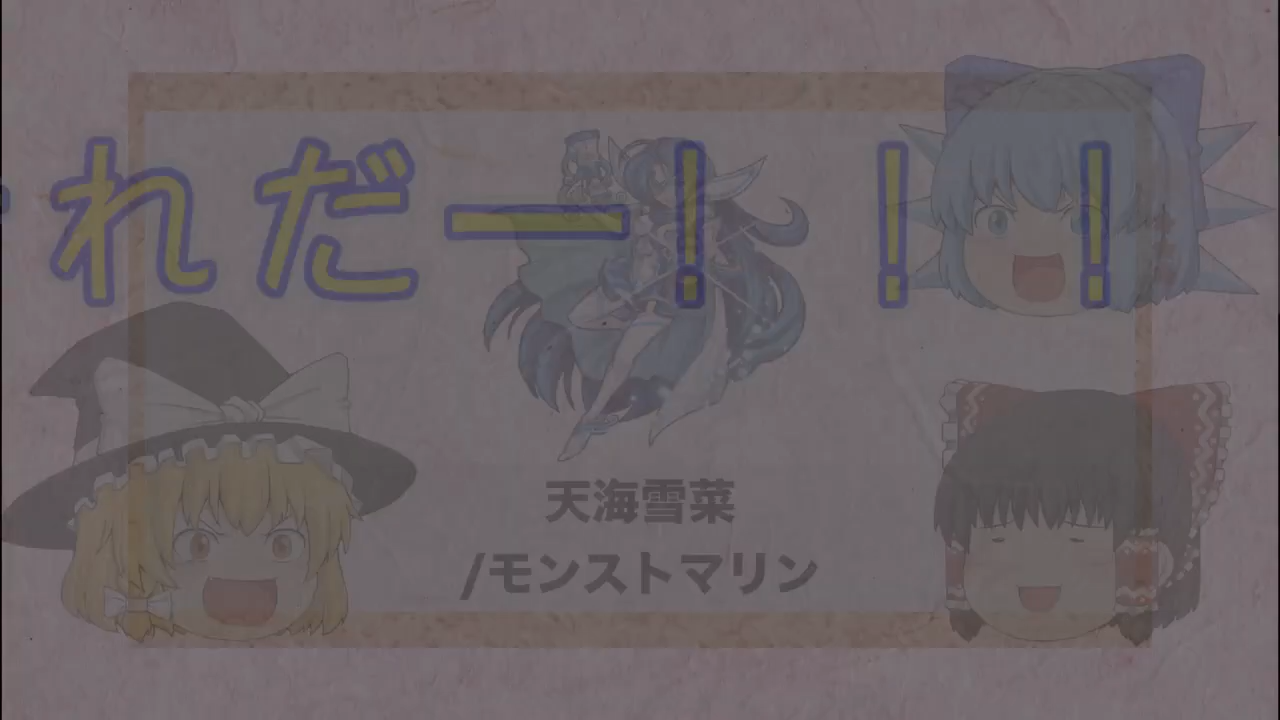 れだー！！！
天海雪菜
/モンストマリン